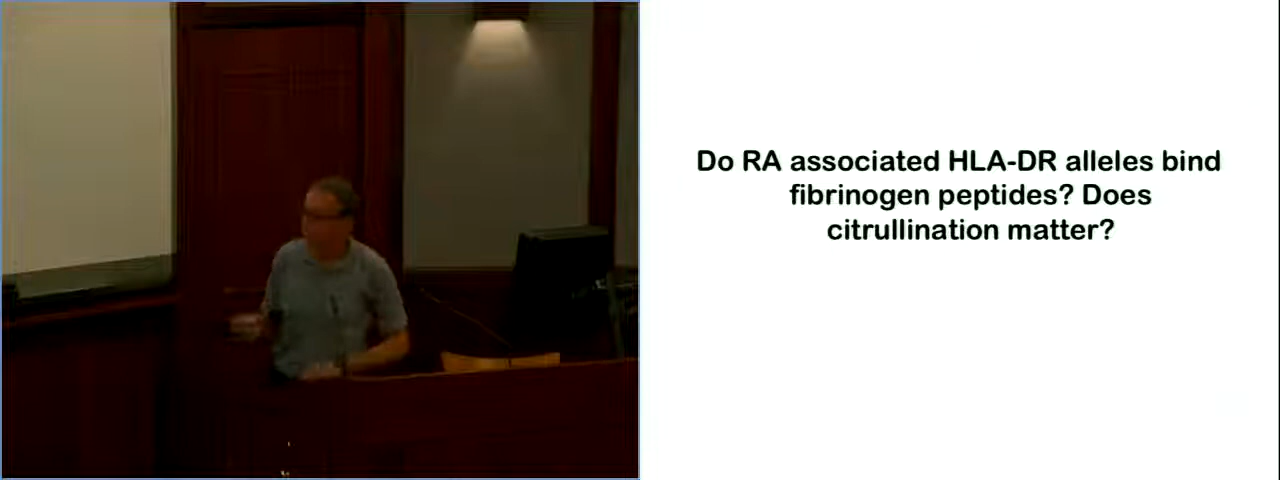 Do RA associated HLA-DR alleles bind
fibrinogen peptides? Does
citrullination matter?